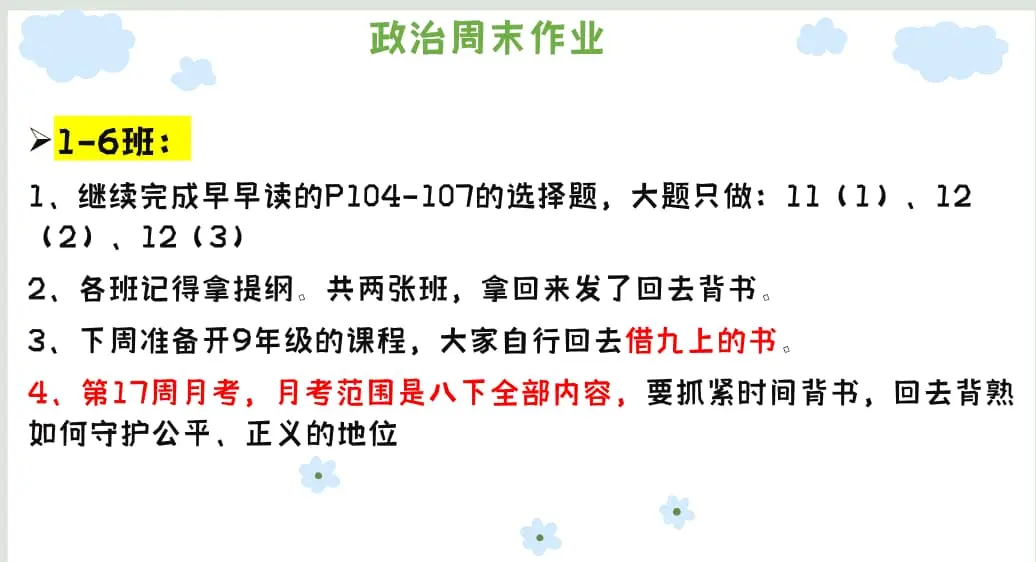 政治周末作业
➢1-6班：
1、继续完成早早读的P104-107的选择题，大题只做：11（1）、12
（2）、12（3）
2、各班记得拿提纲。共两张班，拿回来发了回去背书。
3、下周准备开9年级的课程，大家自行回去借九上的书。
4、第17周月考，月考范围是八下全部内容，要抓紧时间背书，回去背熟
如何守护公平、正义的地位